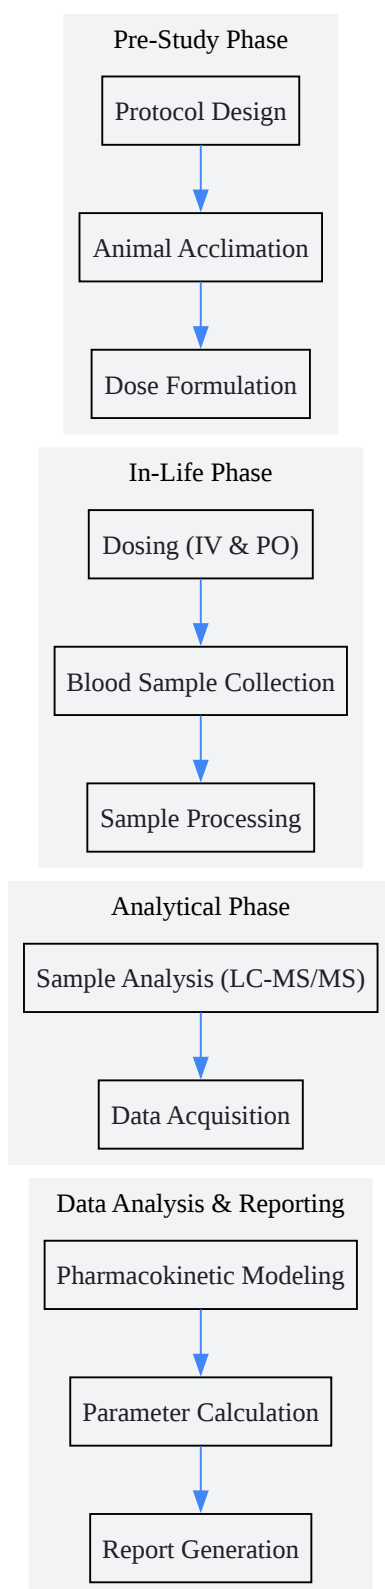 Pre-Study Phase
Protocol Design
Animal Acclimation
Dose Formulation
In-Life Phase
Dosing (IV & PO)
Blood Sample Collection
Sample Processing
Analytical Phase
Sample Analysis (LC-MS/MS)
Data Acquisition
Data Analysis & Reporting
Pharmacokinetic Modeling
Parameter Calculation
Report Generation